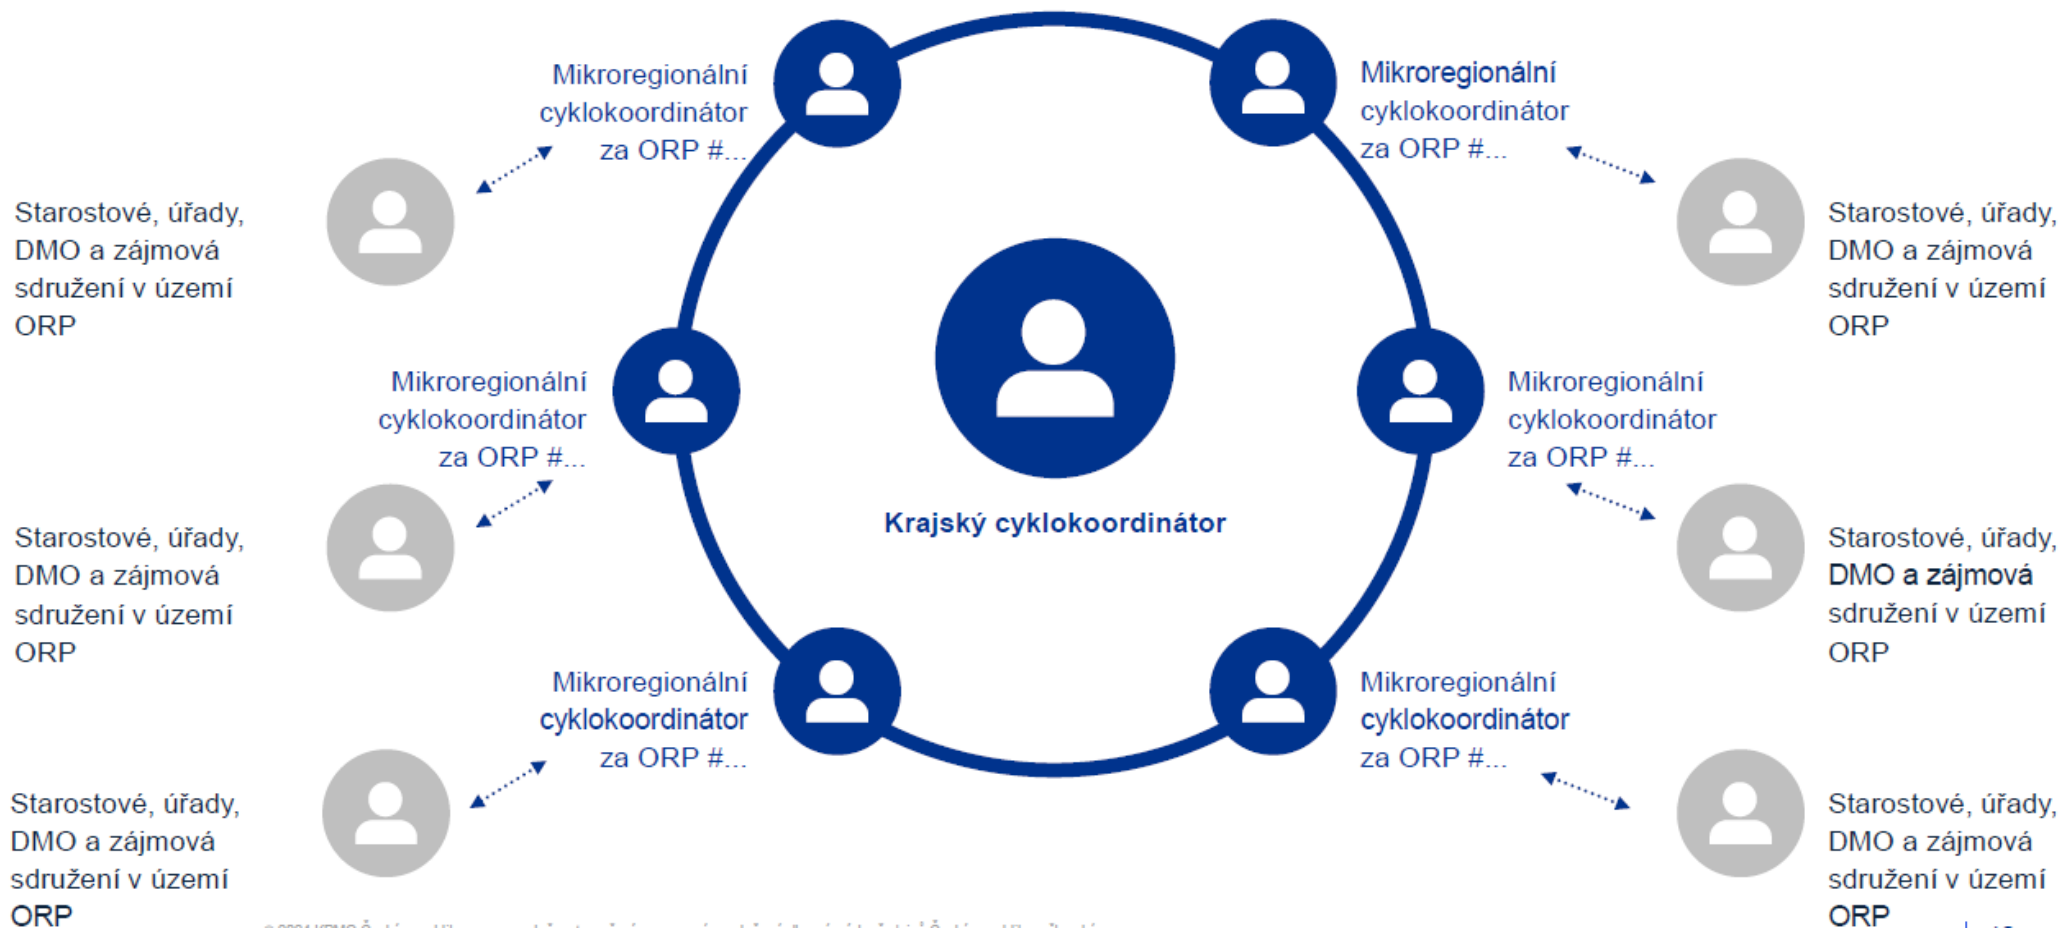 Mikroregionální
cyklokoordinátor
za ORP #...
Mikroregionální
cyklokoordinátor
za ORP #...
Starostové, úřady,
DMO a zájmová
sdružení v území
ORP
Starostové, úřady,
DMO a zájmová
sdružení v území
ORP
Mikroregionální
cyklokoordinátor
za ORP #...
Krajský cyklokoordinátor
Mikroregionální
cyklokoordinátor
za ORP #...
Starostové, úřady,
DMO a zájmová
sdružení v území
ORP
Starostové, úřady,
DMO a zájmová
sdružení v území
ORP
Mikroregionální
cyklokoordinátor
za ORP #...
Mikroregionální
cyklokoordinátor
za ORP #...
Starostové, úřady,
DMO a zájmová
sdružení v území
ORP
Starostové, úřady,
DMO a zájmová
sdružení v území
ORP